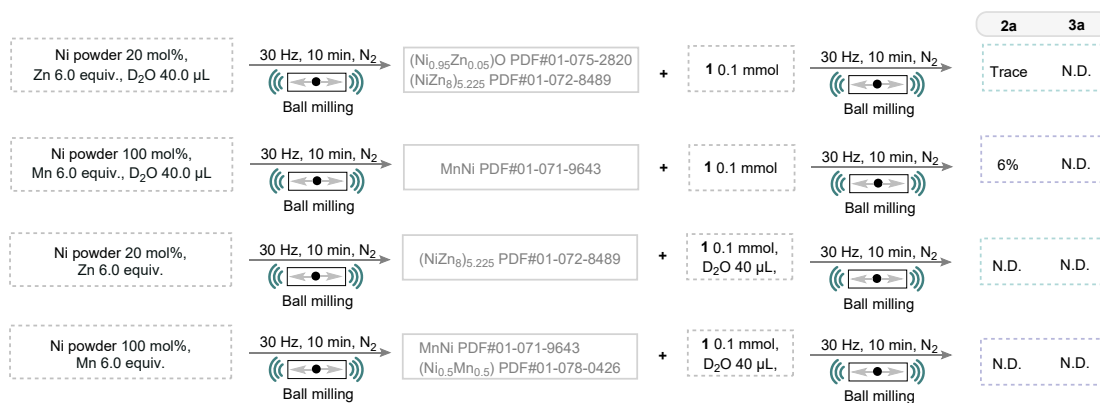 2a 3a
Ni powder 20 mol%,
Zn 6.0 equiv., D₂O 40.0 µL
30 Hz, 10 min, N₂
Ball milling
(Ni₀.₉₅Zn₀.₀₅)O PDF#01-075-2820
(NiZn₈)₅.₂₂₅ PDF#01-072-8489
+
1 0.1 mmol
30 Hz, 10 min, N₂
Ball milling
Trace N.D.
Ni powder 100 mol%,
Mn 6.0 equiv., D₂O 40.0 µL
30 Hz, 10 min, N₂
Ball milling
MnNi PDF#01-071-9643
+
1 0.1 mmol
30 Hz, 10 min, N₂
Ball milling
6% N.D.
Ni powder 20 mol%,
Zn 6.0 equiv.
30 Hz, 10 min, N₂
Ball milling
(NiZn₈)₅.₂₂₅ PDF#01-072-8489
+
1 0.1 mmol,
D₂O 40 µL,
30 Hz, 10 min, N₂
Ball milling
N.D. N.D.
Ni powder 100 mol%,
Mn 6.0 equiv.
30 Hz, 10 min, N₂
Ball milling
MnNi PDF#01-071-9643
(Ni₀.₅Mn₀.₅) PDF#01-078-0426
+
1 0.1 mmol,
D₂O 40 µL,
30 Hz, 10 min, N₂
Ball milling
N.D. N.D.